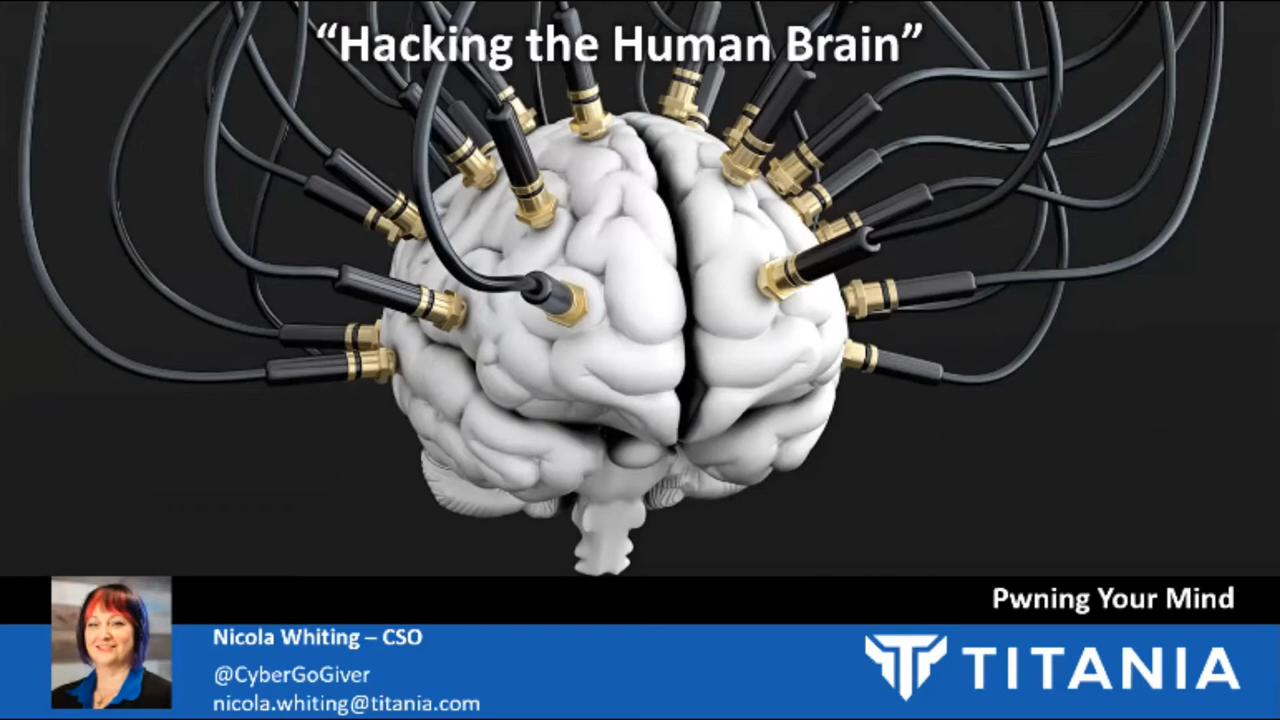 “Hacking the Human Brain”
Pwning Your Mind
Nicola Whiting – CSO
@CyberGoGiver
nicola.whiting@titania.com
TITANIA